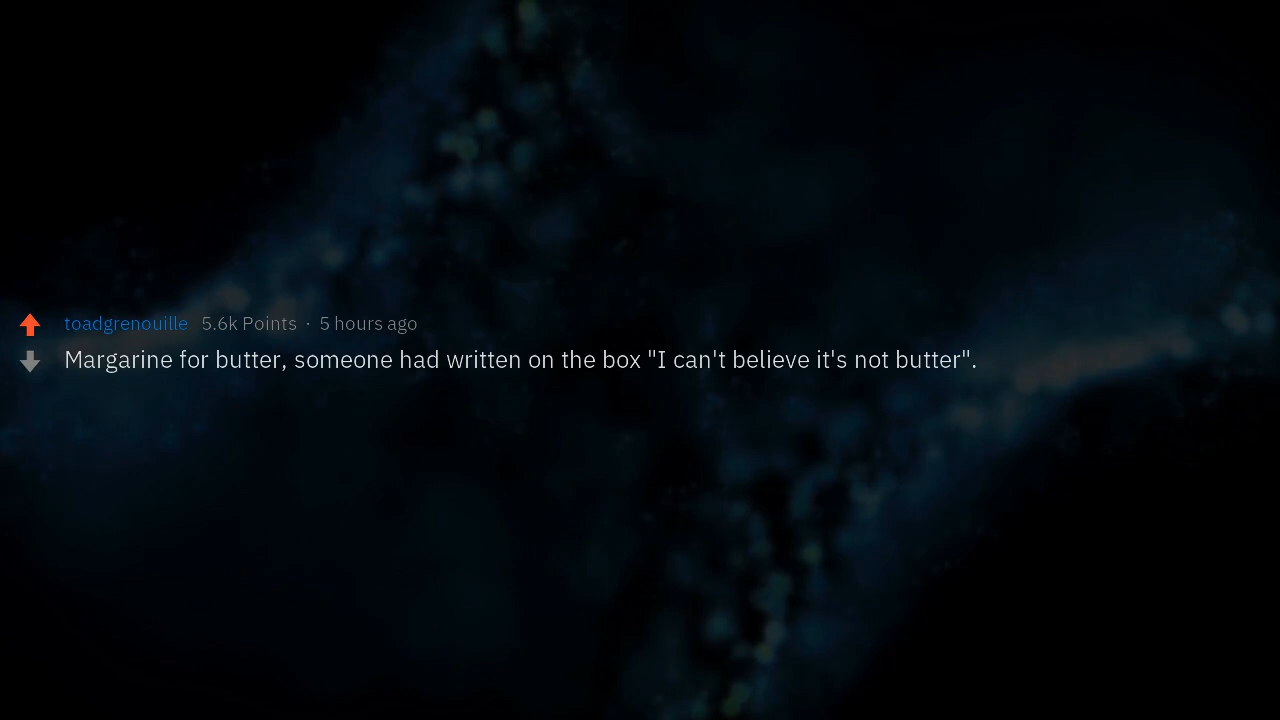 toadgrenouille 5.6k Points · 5 hours ago
Margarine for butter, someone had written on the box "I can't believe it's not butter".